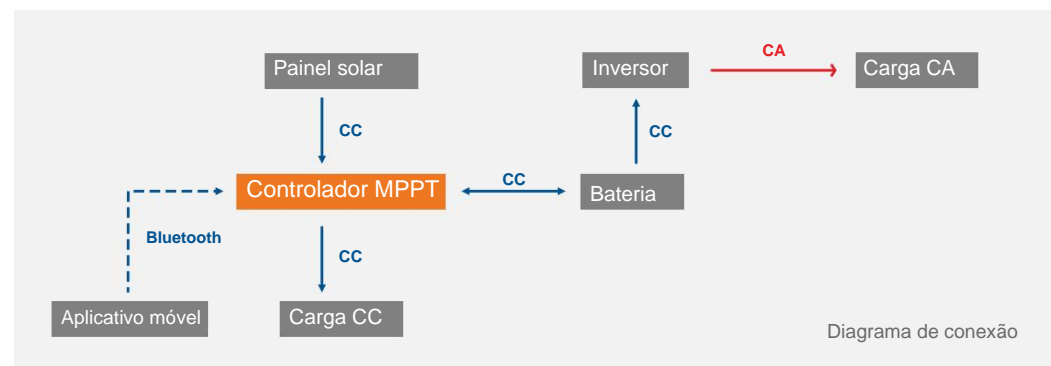 CA
Painel solar
Inversor
Carga CA
CC
CC
CC
Controlador MPPT
Bateria
Bluetooth
CC
Aplicativo móvel
Carga CC
Diagrama de conexão